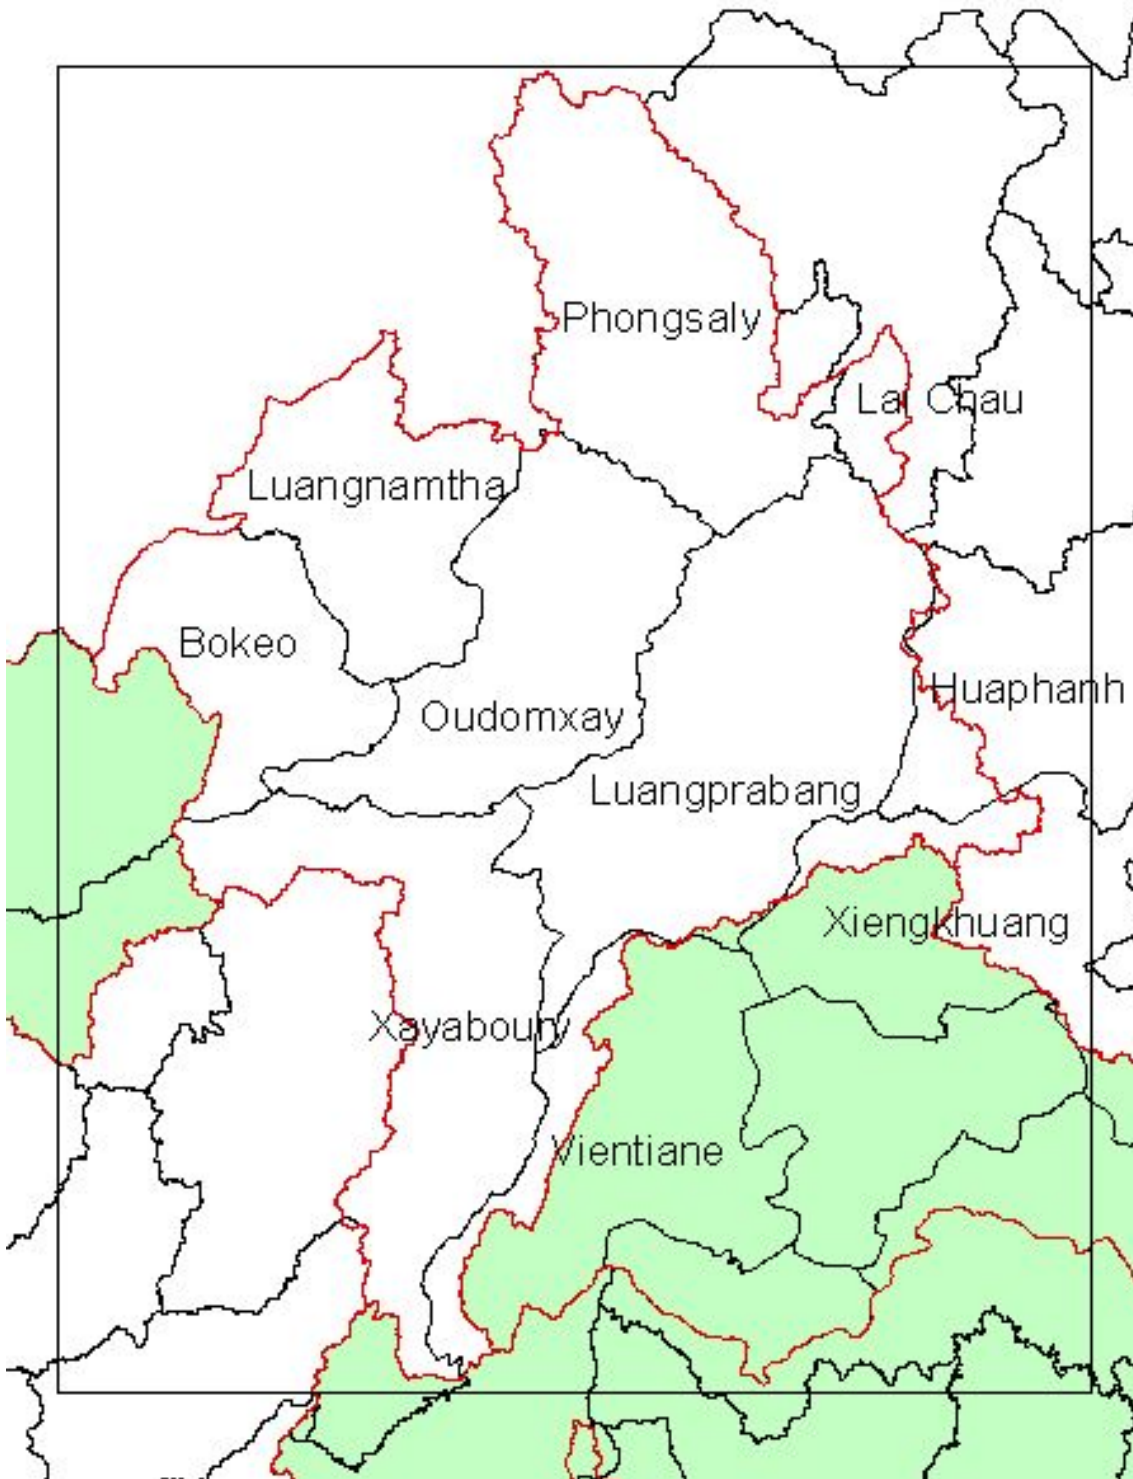 Phongsaly
Lai Chau
Luangnamtha
Bokeo
Huaphanh
Oudomxay
Luangprabang
Xiengkhuang
Xayaboury
Vientiane